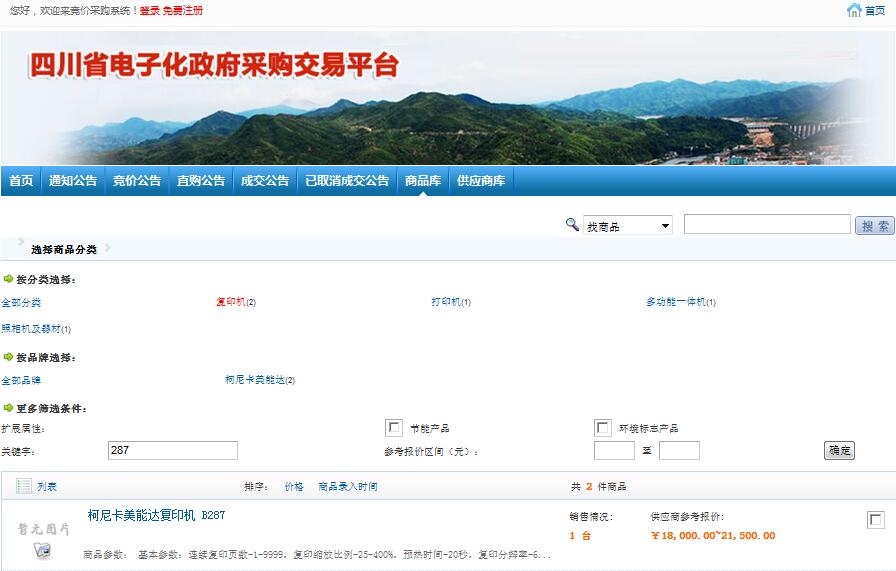 您好，欢迎来竞价采购系统！登录 免费注册 首页
四川省电子化政府采购交易平台
首页 通知公告 竞价公告 直购公告 成交公告 已取消成交公告 商品库 供应商库
找商品 搜 索
选择商品分类
按分类选择：
全部分类 复印机(2) 打印机(1) 多功能一体机(1)
照相机及器材(1)
按品牌选择：
全部品牌 柯尼卡美能达(2)
更多筛选条件：
扩展属性： 节能产品 环境标志产品
关键字： 287 参考报价区间（元）： 至 确定
列表 排序： 价格 商品录入时间 共 2 件商品
柯尼卡美能达复印机 B287 销售情况： 供应商参考报价：
暂无图片
1 台 ￥18,000.00~21,500.00
商品参数： 基本参数：连续复印页数-1-9999，复印缩放比例-25-400%，预热时间-20秒，复印分辩率-6...